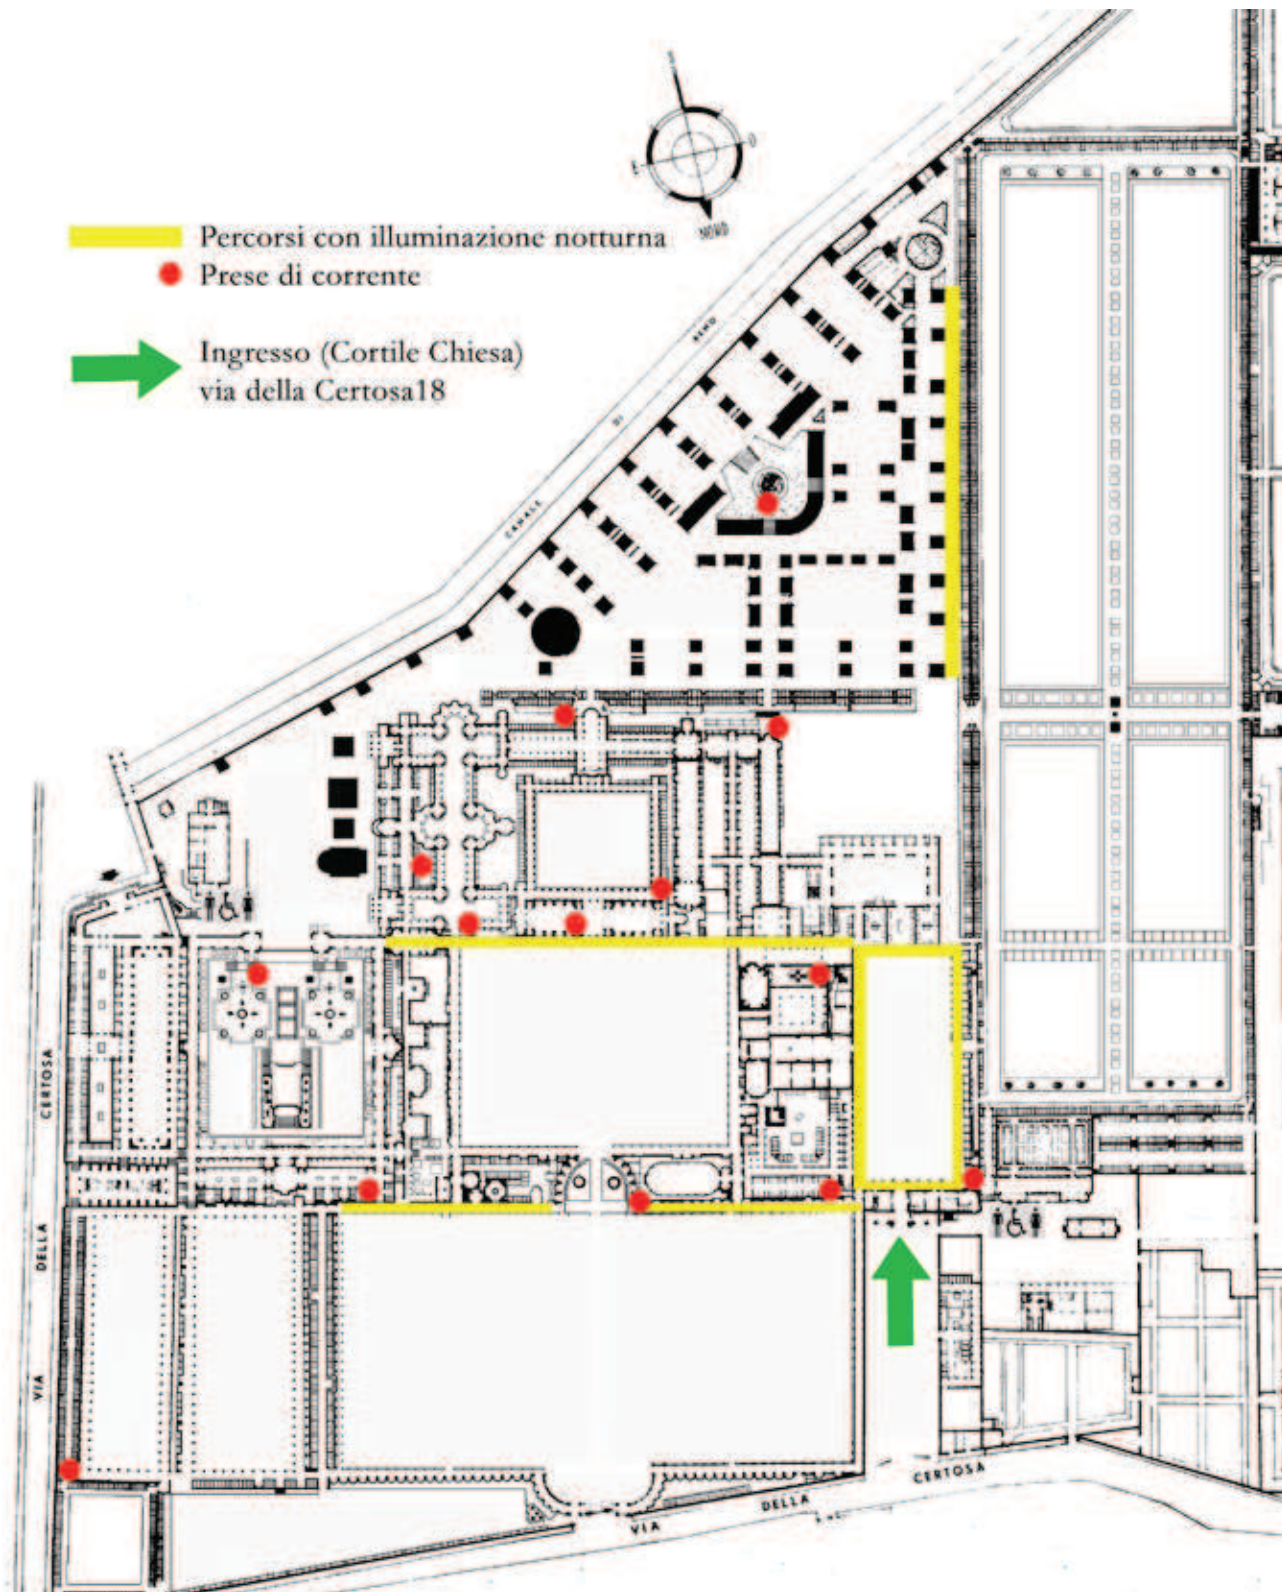 O
E
NORD
Percorsi con illuminazione notturna
Prese di corrente
Ingresso (Cortile Chiesa)
via della Certosa18
CANALE DI RENO
VIA DELLA CERTOSA
VIA DELLA CERTOSA